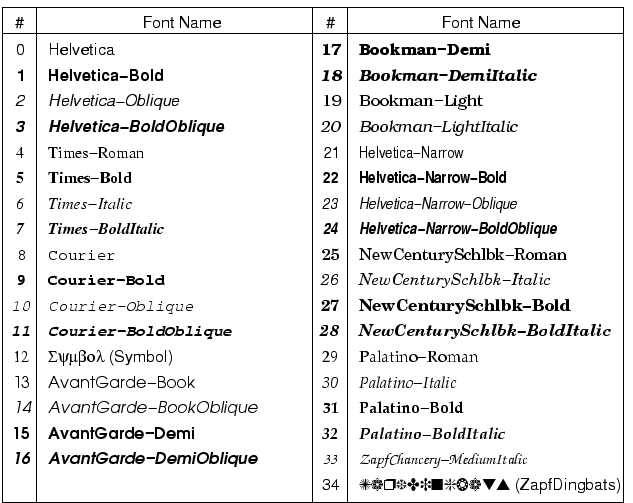 # Font Name
0 Helvetica
1 Helvetica-Bold
2 Helvetica-Oblique
3 Helvetica-BoldOblique
4 Times-Roman
5 Times-Bold
6 Times-Italic
7 Times-BoldItalic
8 Courier
9 Courier-Bold
10 Courier-Oblique
11 Courier-BoldOblique
12 Σψμβολ (Symbol)
13 AvantGarde-Book
14 AvantGarde-BookOblique
15 AvantGarde-Demi
16 AvantGarde-DemiOblique
# Font Name
17 Bookman-Demi
18 Bookman-DemiItalic
19 Bookman-Light
20 Bookman-LightItalic
21 Helvetica-Narrow
22 Helvetica-Narrow-Bold
23 Helvetica-Narrow-Oblique
24 Helvetica-Narrow-BoldOblique
25 NewCenturySchlbk-Roman
26 NewCenturySchlbk-Italic
27 NewCenturySchlbk-Bold
28 NewCenturySchlbk-BoldItalic
29 Palatino-Roman
30 Palatino-Italic
31 Palatino-Bold
32 Palatino-BoldItalic
33 ZapfChancery-MediumItalic
34 (ZapfDingbats)